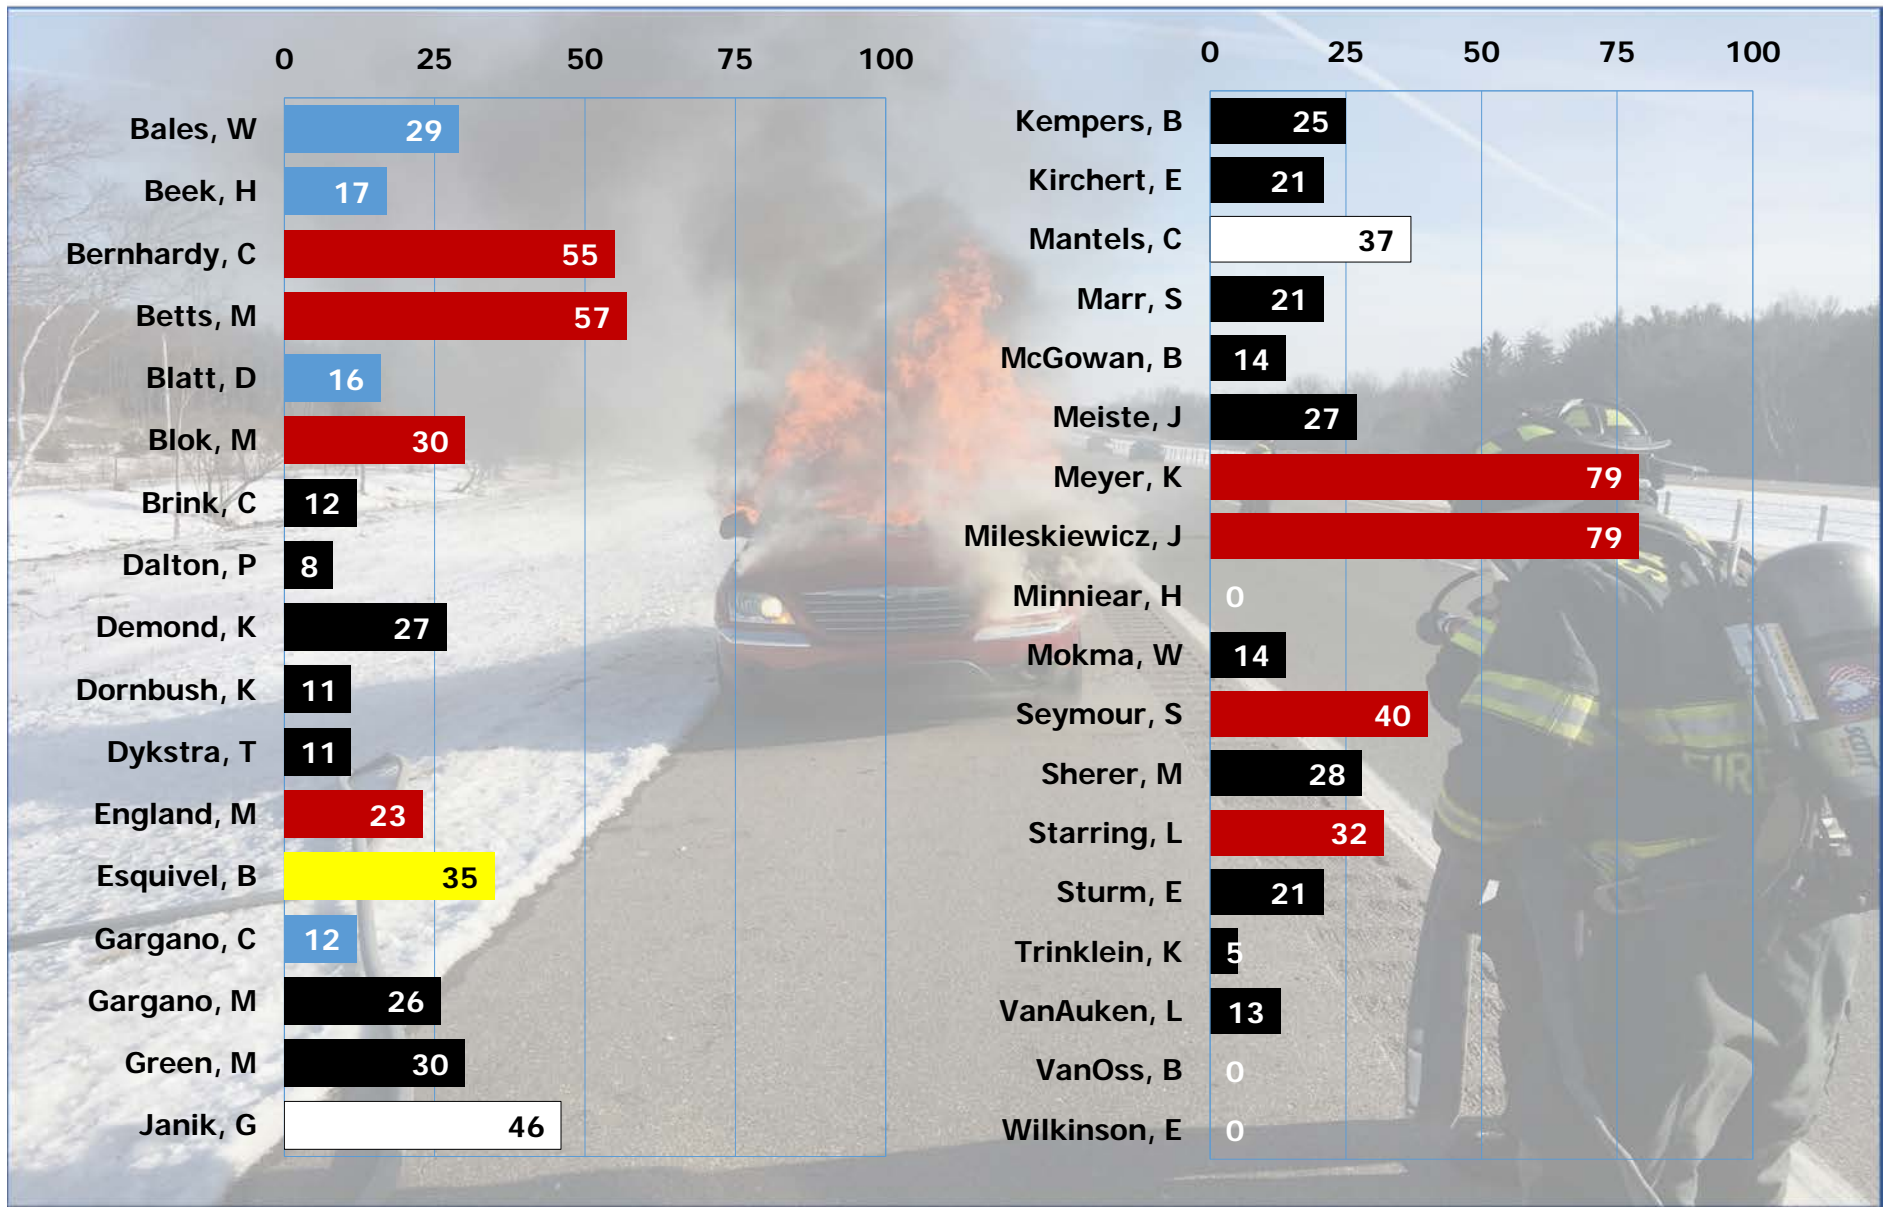 0 25 50 75 100
Bales, W 29
Beek, H 17
Bernhardy, C 55
Betts, M 57
Blatt, D 16
Blok, M 30
Brink, C 12
Dalton, P 8
Demond, K 27
Dornbush, K 11
Dykstra, T 11
England, M 23
Esquivel, B 35
Gargano, C 12
Gargano, M 26
Green, M 30
Janik, G 46
0 25 50 75 100
Kempers, B 25
Kirchert, E 21
Mantels, C 37
Marr, S 21
McGowan, B 14
Meiste, J 27
Meyer, K 79
Mileskiewicz, J 79
Minniear, H 0
Mokma, W 14
Seymour, S 40
Sherer, M 28
Starring, L 32
Sturm, E 21
Trinklein, K 5
VanAuken, L 13
VanOss, B 0
Wilkinson, E 0
FIR
SCOTT